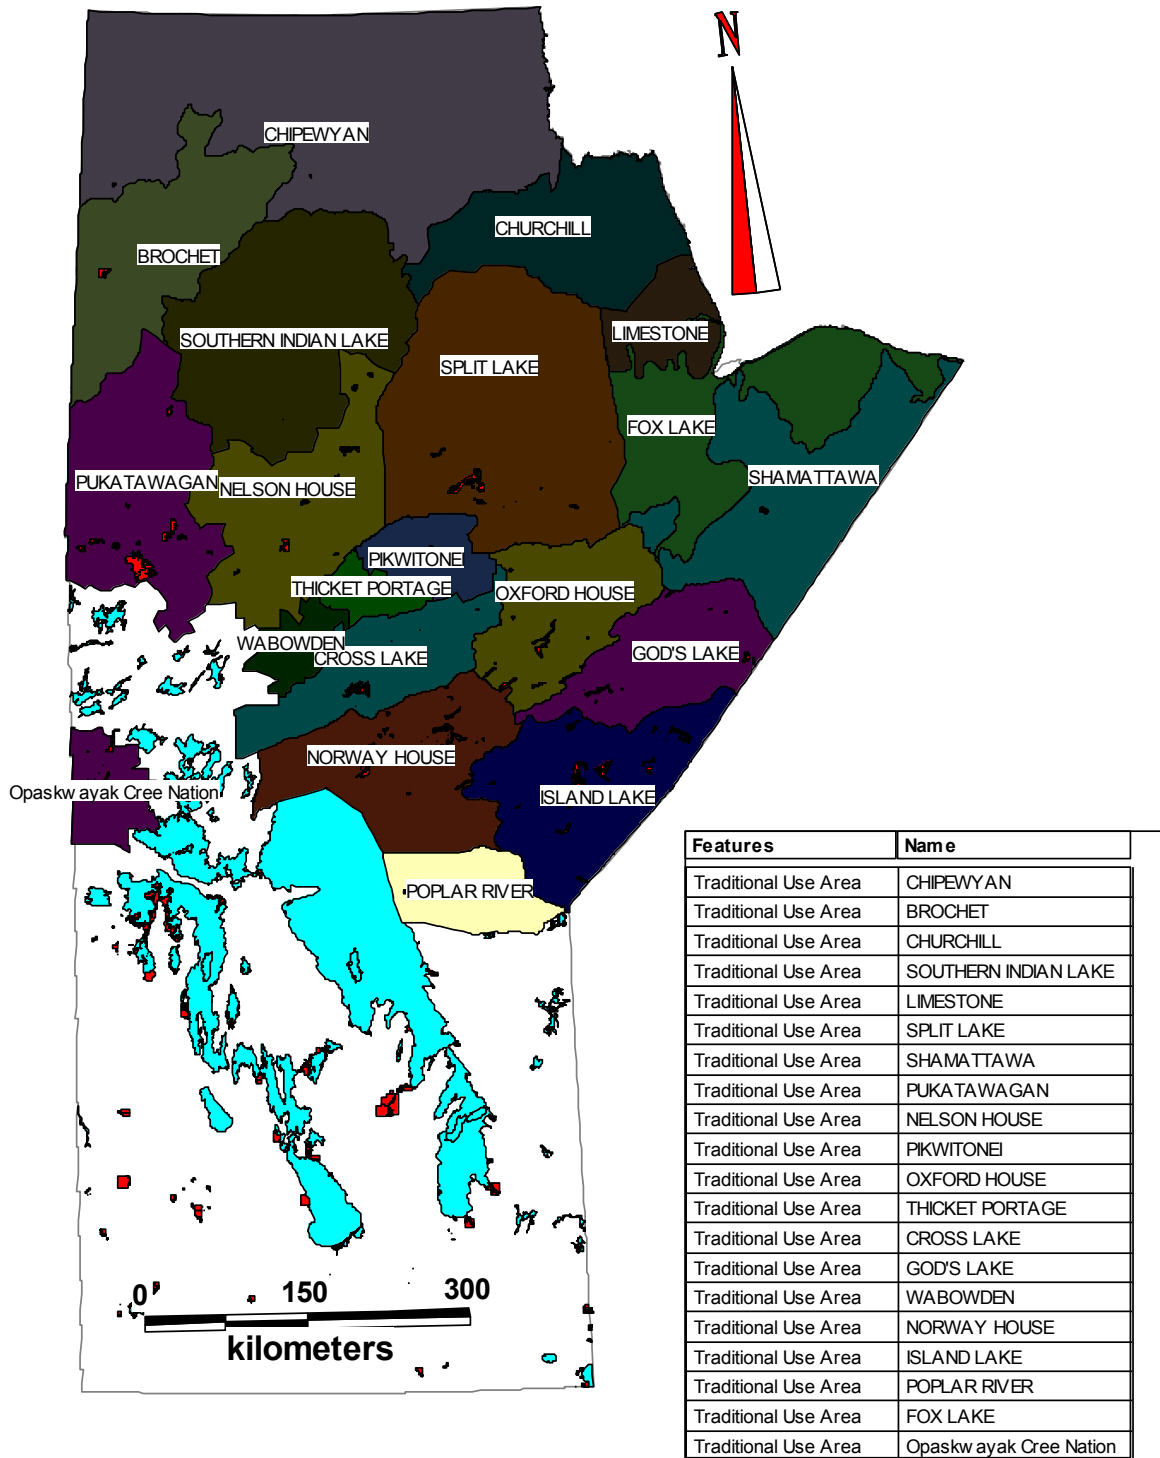 N
CHIPEWYAN
CHURCHILL
BROCHET
LIMESTONE
SOUTHERN INDIAN LAKE
SPLIT LAKE
FOX LAKE
SHAMATTAWA
PUKATAWAGAN
NELSON HOUSE
PIKWITONEI
THICKET PORTAGE
OXFORD HOUSE
WABOWDEN
CROSS LAKE
GOD'S LAKE
NORWAY HOUSE
Opaskwayak Cree Nation
ISLAND LAKE
POPLAR RIVER
0 150 300
kilometers
Features Name
Traditional Use Area CHIPEWYAN
Traditional Use Area BROCHET
Traditional Use Area CHURCHILL
Traditional Use Area SOUTHERN INDIAN LAKE
Traditional Use Area LIMESTONE
Traditional Use Area SPLIT LAKE
Traditional Use Area SHAMATTAWA
Traditional Use Area PUKATAWAGAN
Traditional Use Area NELSON HOUSE
Traditional Use Area PIKWITONEI
Traditional Use Area OXFORD HOUSE
Traditional Use Area THICKET PORTAGE
Traditional Use Area CROSS LAKE
Traditional Use Area GOD'S LAKE
Traditional Use Area WABOWDEN
Traditional Use Area NORWAY HOUSE
Traditional Use Area ISLAND LAKE
Traditional Use Area POPLAR RIVER
Traditional Use Area FOX LAKE
Traditional Use Area Opaskwayak Cree Nation